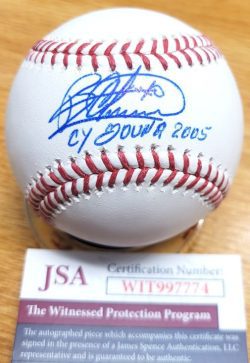 CY YOUNG 2005
JSA
Certification Number:
WIT997774
The Witnessed Protection Program
The autographed piece which accompanies this certificate was
signed in the presence of a James Spence Authentication, LLC
representative and is guaranteed to be authentic.